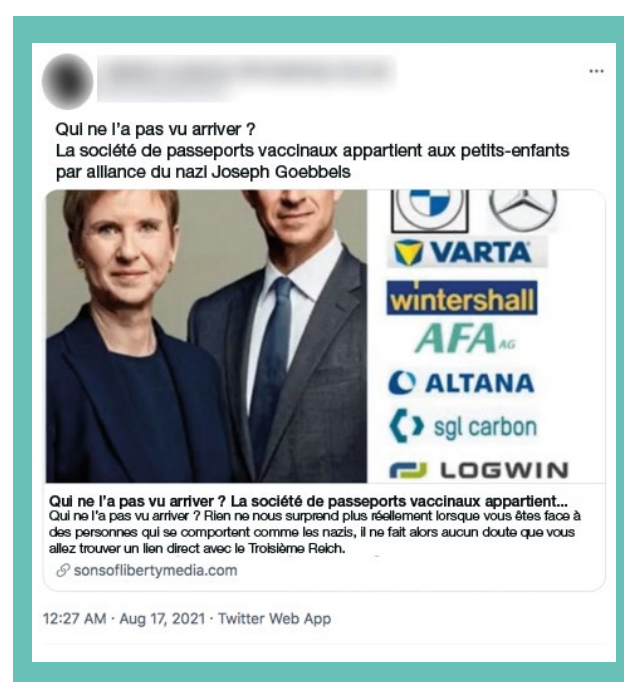 Qui ne l'a pas vu arriver ?
La société de passeports vaccinaux appartient aux petits-enfants
par alliance du nazi Joseph Goebbels
VARTA
wintershall
AFA AG
ALTANA
sgl carbon
LOGWIN
Qui ne l'a pas vu arriver ? La société de passeports vaccinaux appartient...
Qui ne l'a pas vu arriver ? Rien ne nous surprend plus réellement lorsque vous êtes face à
des personnes qui se comportent comme les nazis, il ne fait alors aucun doute que vous
allez trouver un lien direct avec le Troisième Reich.
sonsoflibertymedia.com
12:27 AM · Aug 17, 2021 · Twitter Web App